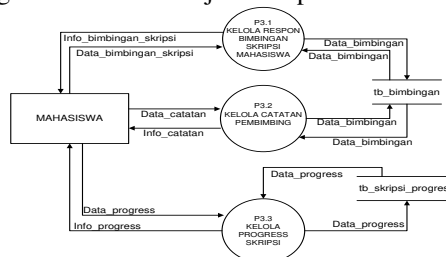 P3.1
KELOLA RESPON
BIMBINGAN
SKRIPSI
MAHASISWA
Info_bimbingan_skripsi
Data_bimbingan_skripsi
Data_bimbingan
Data_bimbingan
tb_bimbingan
MAHASISWA
Data_catatan
Info_catatan
P3.2
KELOLA CATATAN
PEMBIMBING
Data_bimbingan
Data_bimbingan
Data_progress
tb_skripsi_progres
Data_progress
Info_progress
P3.3
KELOLA
PROGRESS
SKRIPSI
Data_progress